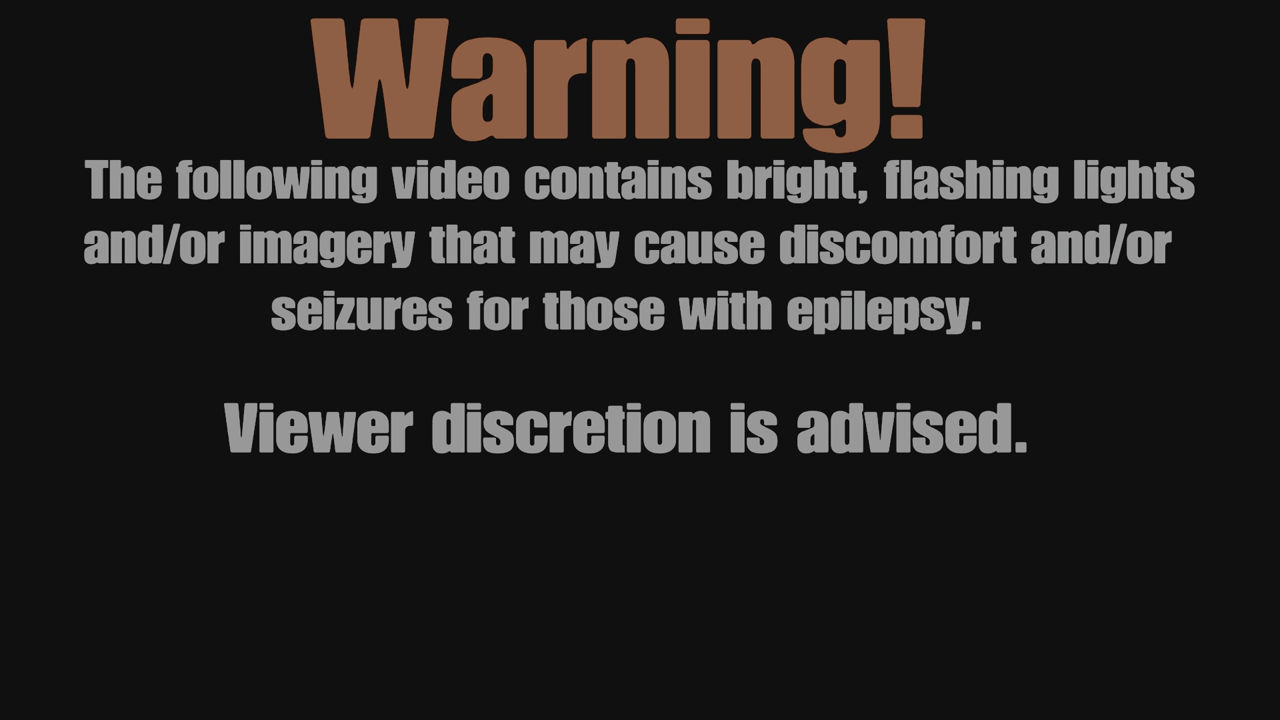 Warning!
The following video contains bright, flashing lights
and/or imagery that may cause discomfort and/or
seizures for those with epilepsy.
Viewer discretion is advised.